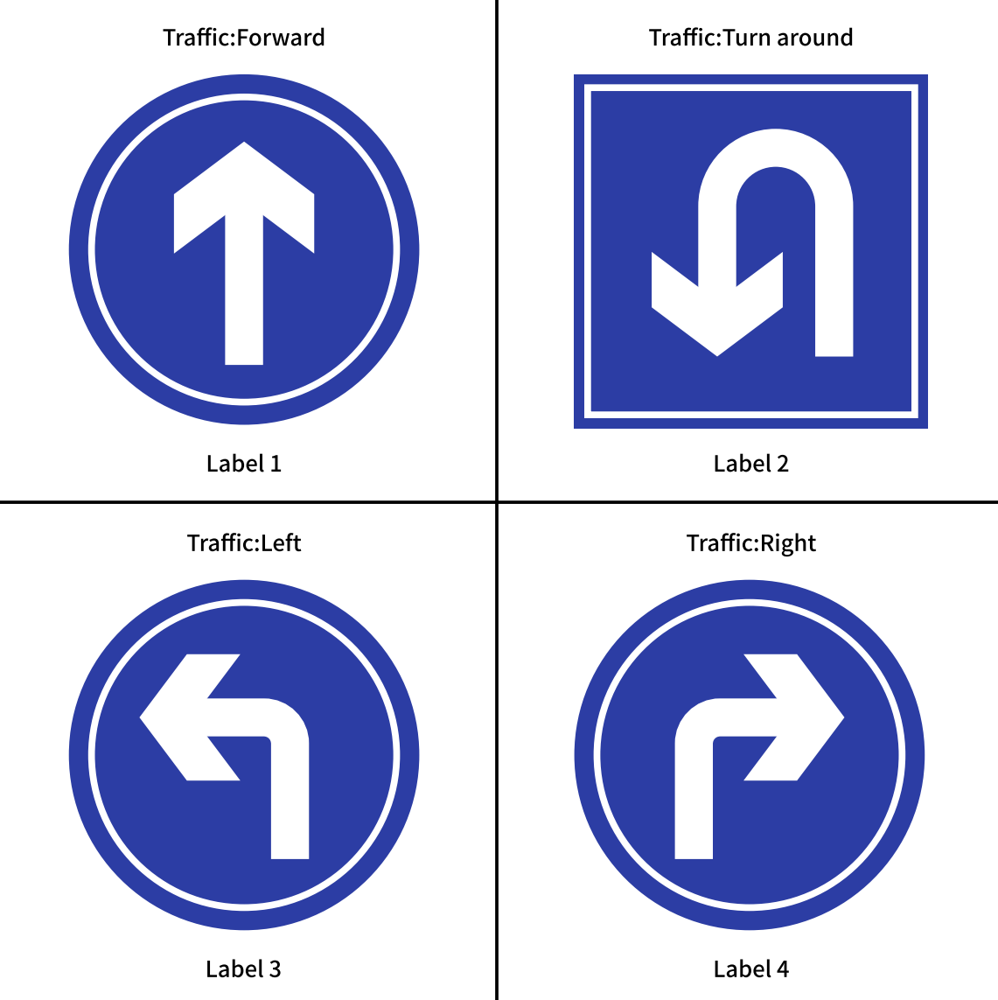 Traffic:Forward
Traffic:Turn around
Label 1
Label 2
Traffic:Left
Traffic:Right
Label 3
Label 4